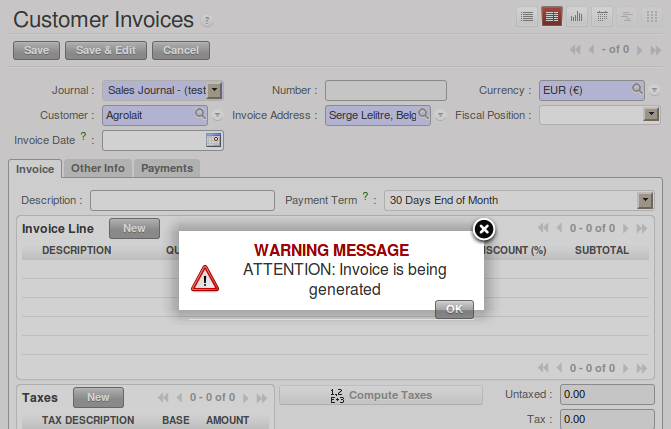 Customer Invoices ?
Save Save & Edit Cancel - of 0
Journal : Sales Journal - (test Number : Currency : EUR (€)
Customer : Agrolait Invoice Address : Serge Lelitre, Belg Fiscal Position :
Invoice Date ? :
Invoice Other Info Payments
Description : Payment Term ? : 30 Days End of Month
Invoice Line New 0 - 0 of 0
DESCRIPTION QU ISCOUNT (%) SUBTOTAL
WARNING MESSAGE
ATTENTION: Invoice is being
generated
OK
0 - 0 of 0
Taxes New 0 - 0 of 0 Compute Taxes Untaxed : 0.00
TAX DESCRIPTION BASE AMOUNT Tax : 0.00